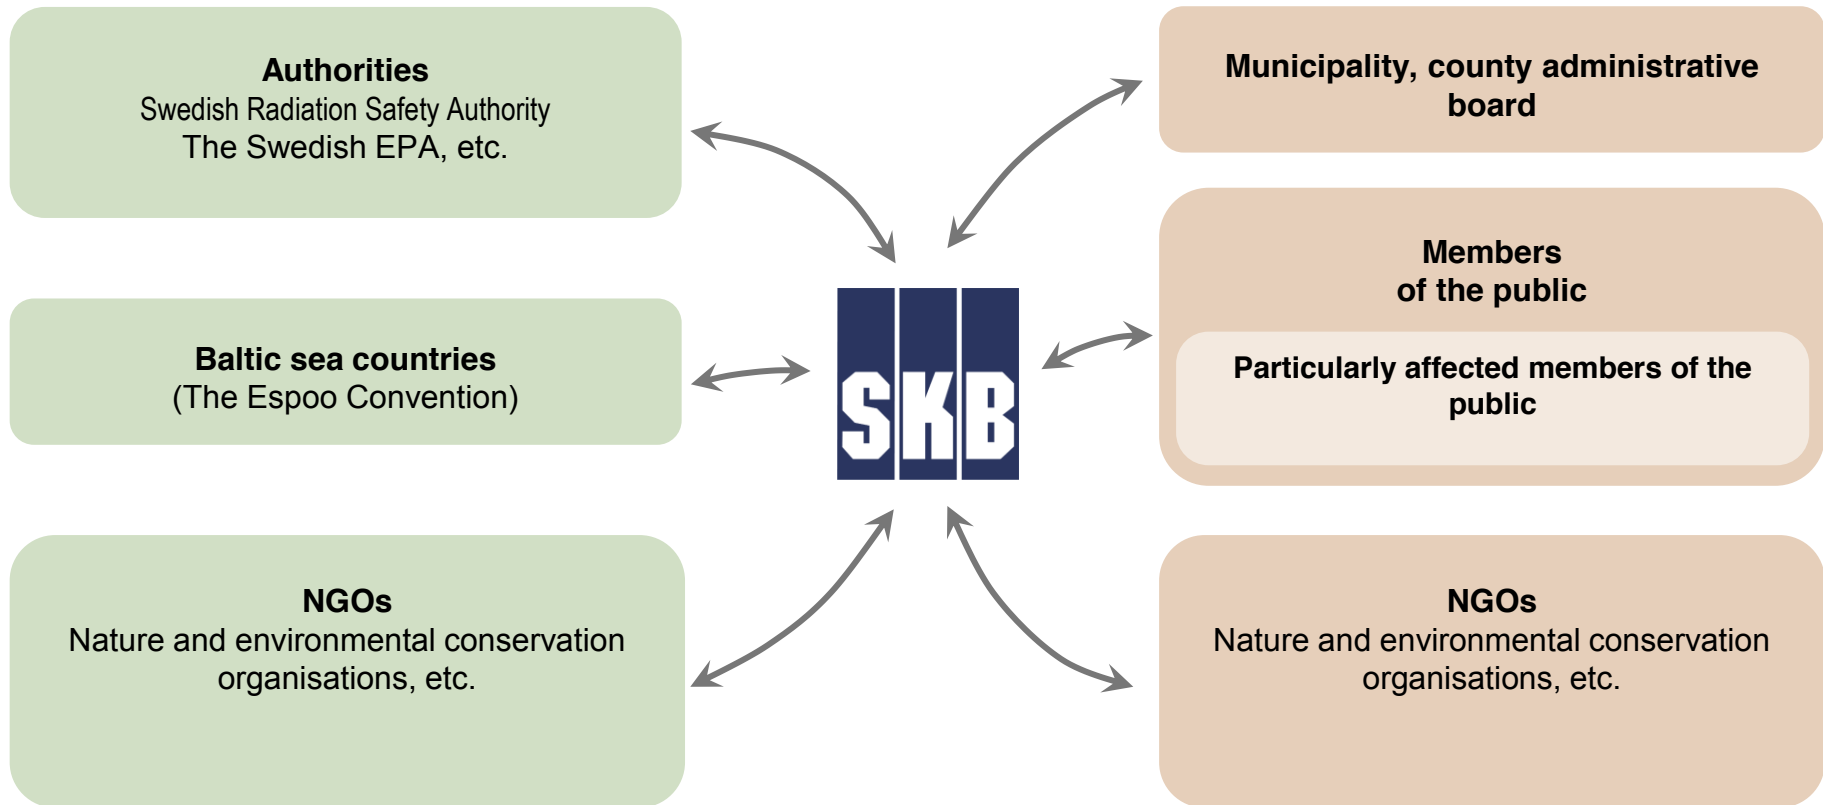 Authorities
Swedish Radiation Safety Authority
The Swedish EPA, etc.
Baltic sea countries
(The Espoo Convention)
NGOs
Nature and environmental conservation
organisations, etc.
SKB
Municipality, county administrative
board
Members
of the public
Particularly affected members of the
public
NGOs
Nature and environmental conservation
organisations, etc.